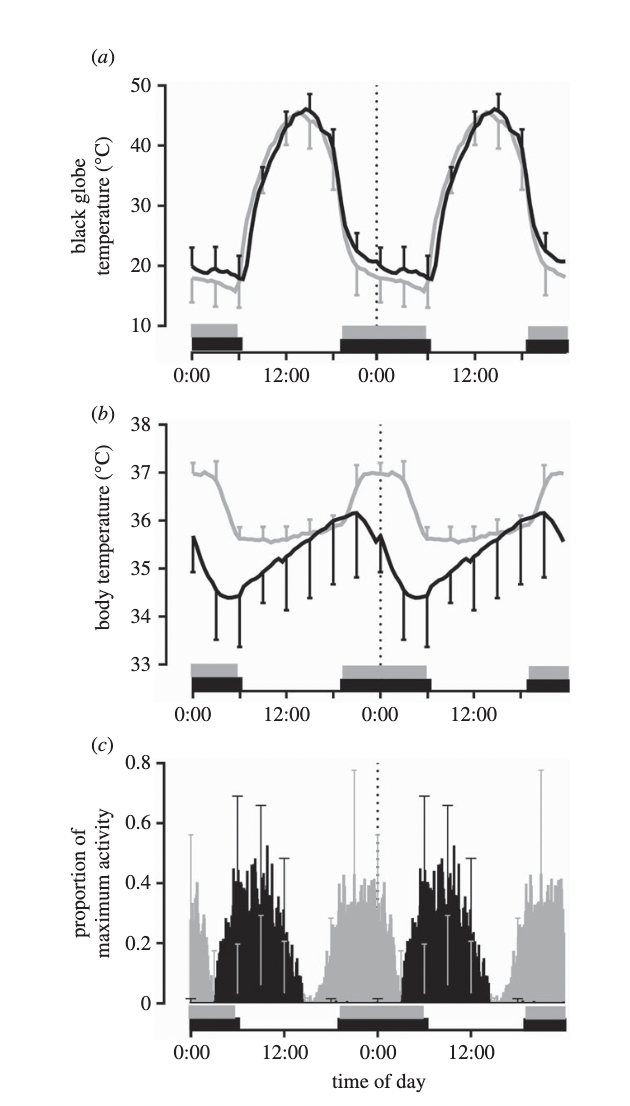 (a)
50
40
30
20
10
black globe
temperature (°C)
0:00 12:00 0:00 12:00
(b)
38
37
36
35
34
33
body temperature (°C)
0:00 12:00 0:00 12:00
(c)
0.8
0.6
0.4
0.2
0
proportion of
maximum activity
0:00 12:00 0:00 12:00
time of day